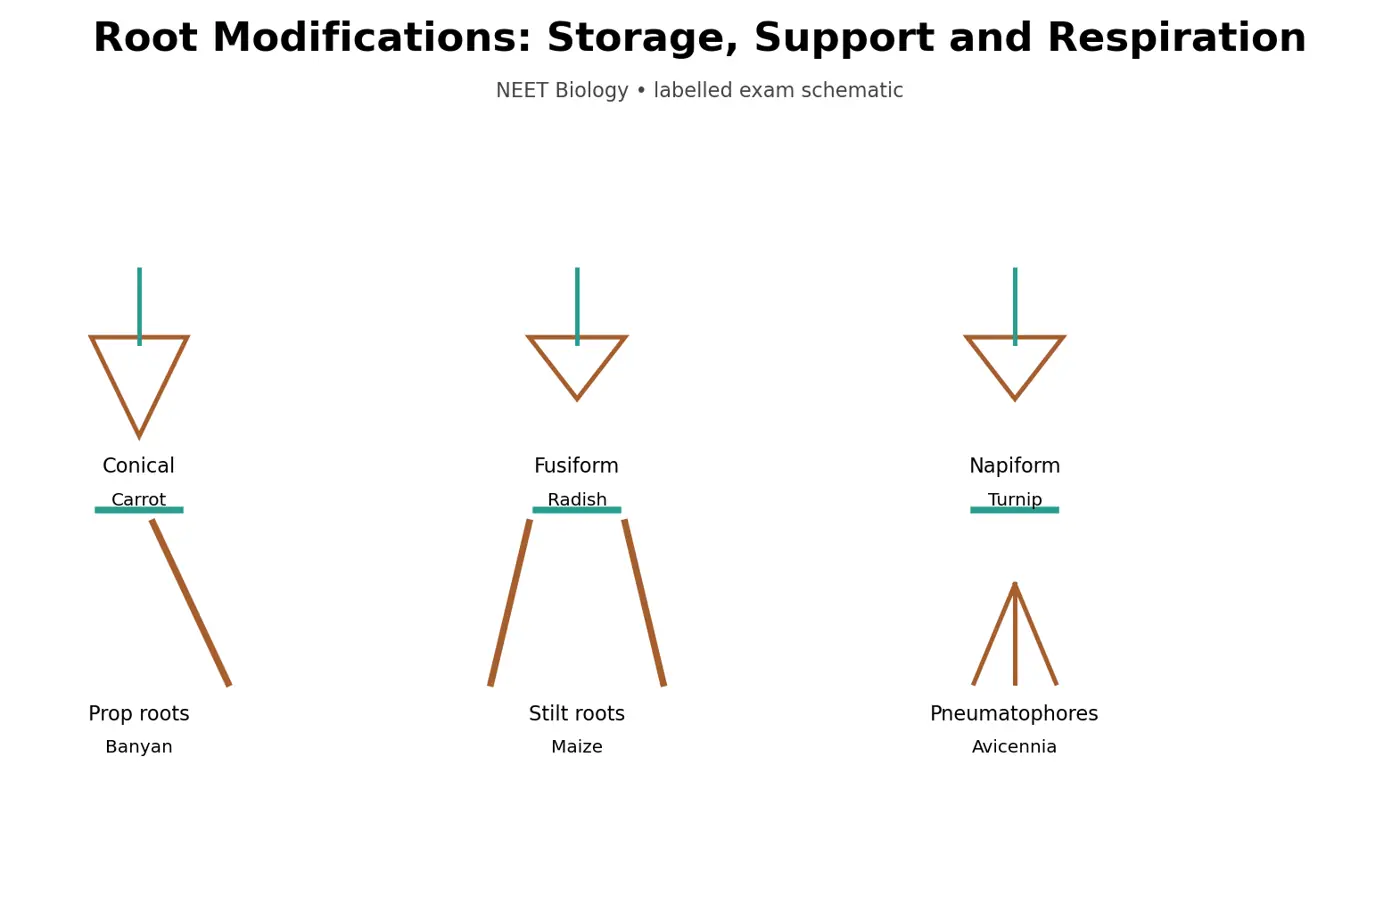 Root Modifications: Storage, Support and Respiration
NEET Biology • labelled exam schematic
Conical
Carrot
Fusiform
Radish
Napiform
Turnip
Prop roots
Banyan
Stilt roots
Maize
Pneumatophores
Avicennia